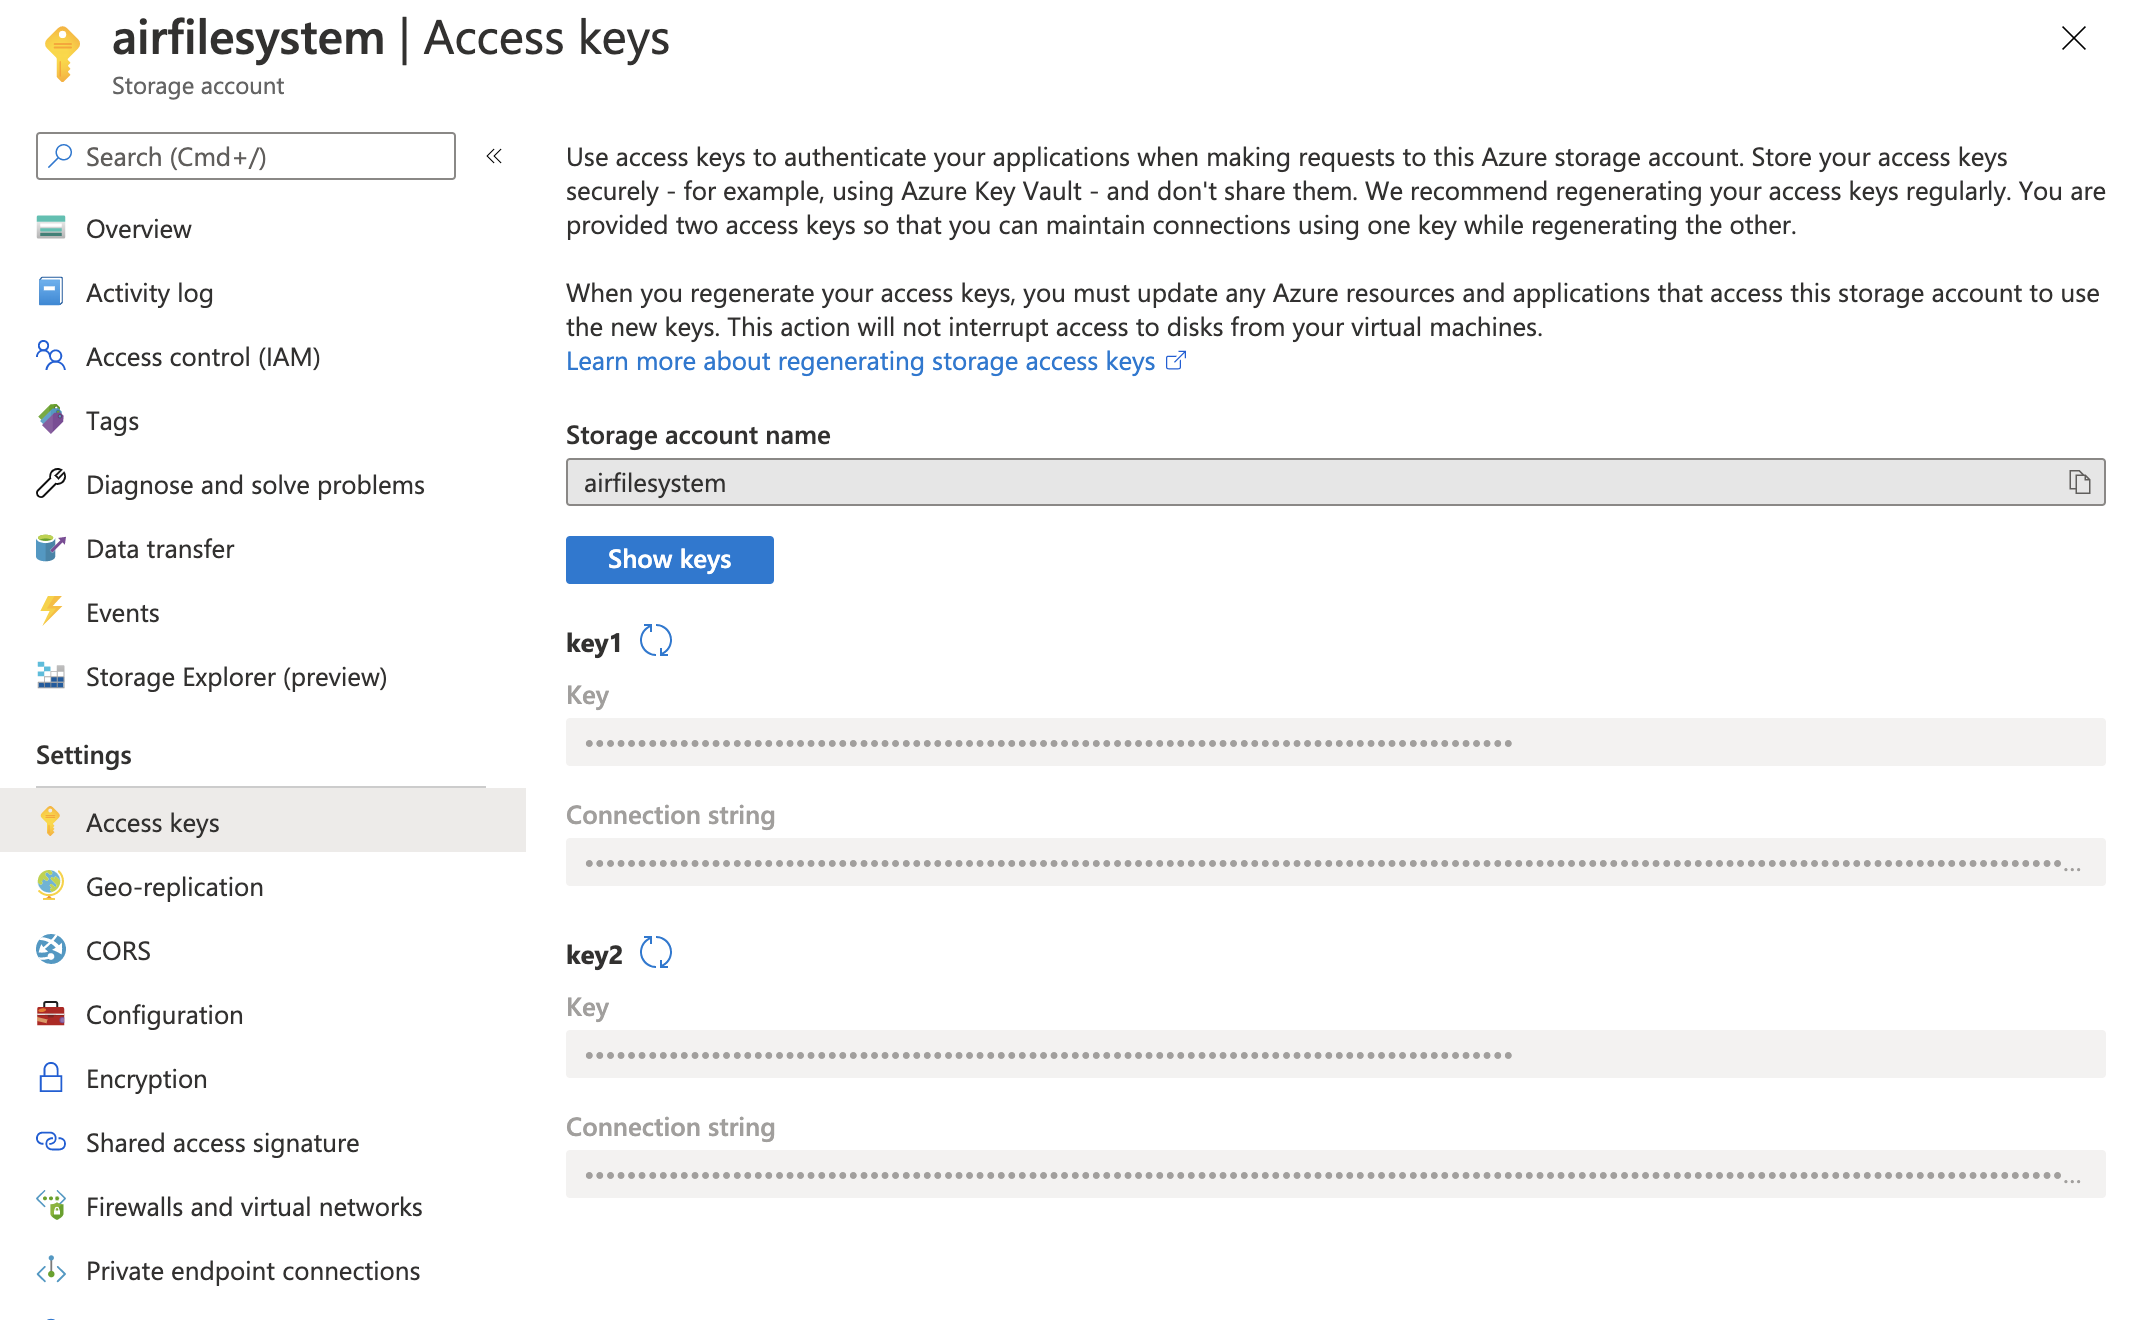 airfilesystem | Access keys
Storage account
Search (Cmd+/)
«
Overview
Activity log
Access control (IAM)
Tags
Diagnose and solve problems
Data transfer
Events
Storage Explorer (preview)
Settings
Access keys
Geo-replication
CORS
Configuration
Encryption
Shared access signature
Firewalls and virtual networks
Private endpoint connections
Use access keys to authenticate your applications when making requests to this Azure storage account. Store your access keys
securely - for example, using Azure Key Vault - and don't share them. We recommend regenerating your access keys regularly. You are
provided two access keys so that you can maintain connections using one key while regenerating the other.
When you regenerate your access keys, you must update any Azure resources and applications that access this storage account to use
the new keys. This action will not interrupt access to disks from your virtual machines.
Learn more about regenerating storage access keys
Storage account name
airfilesystem
Show keys
key1
Key
Connection string
key2
Key
Connection string